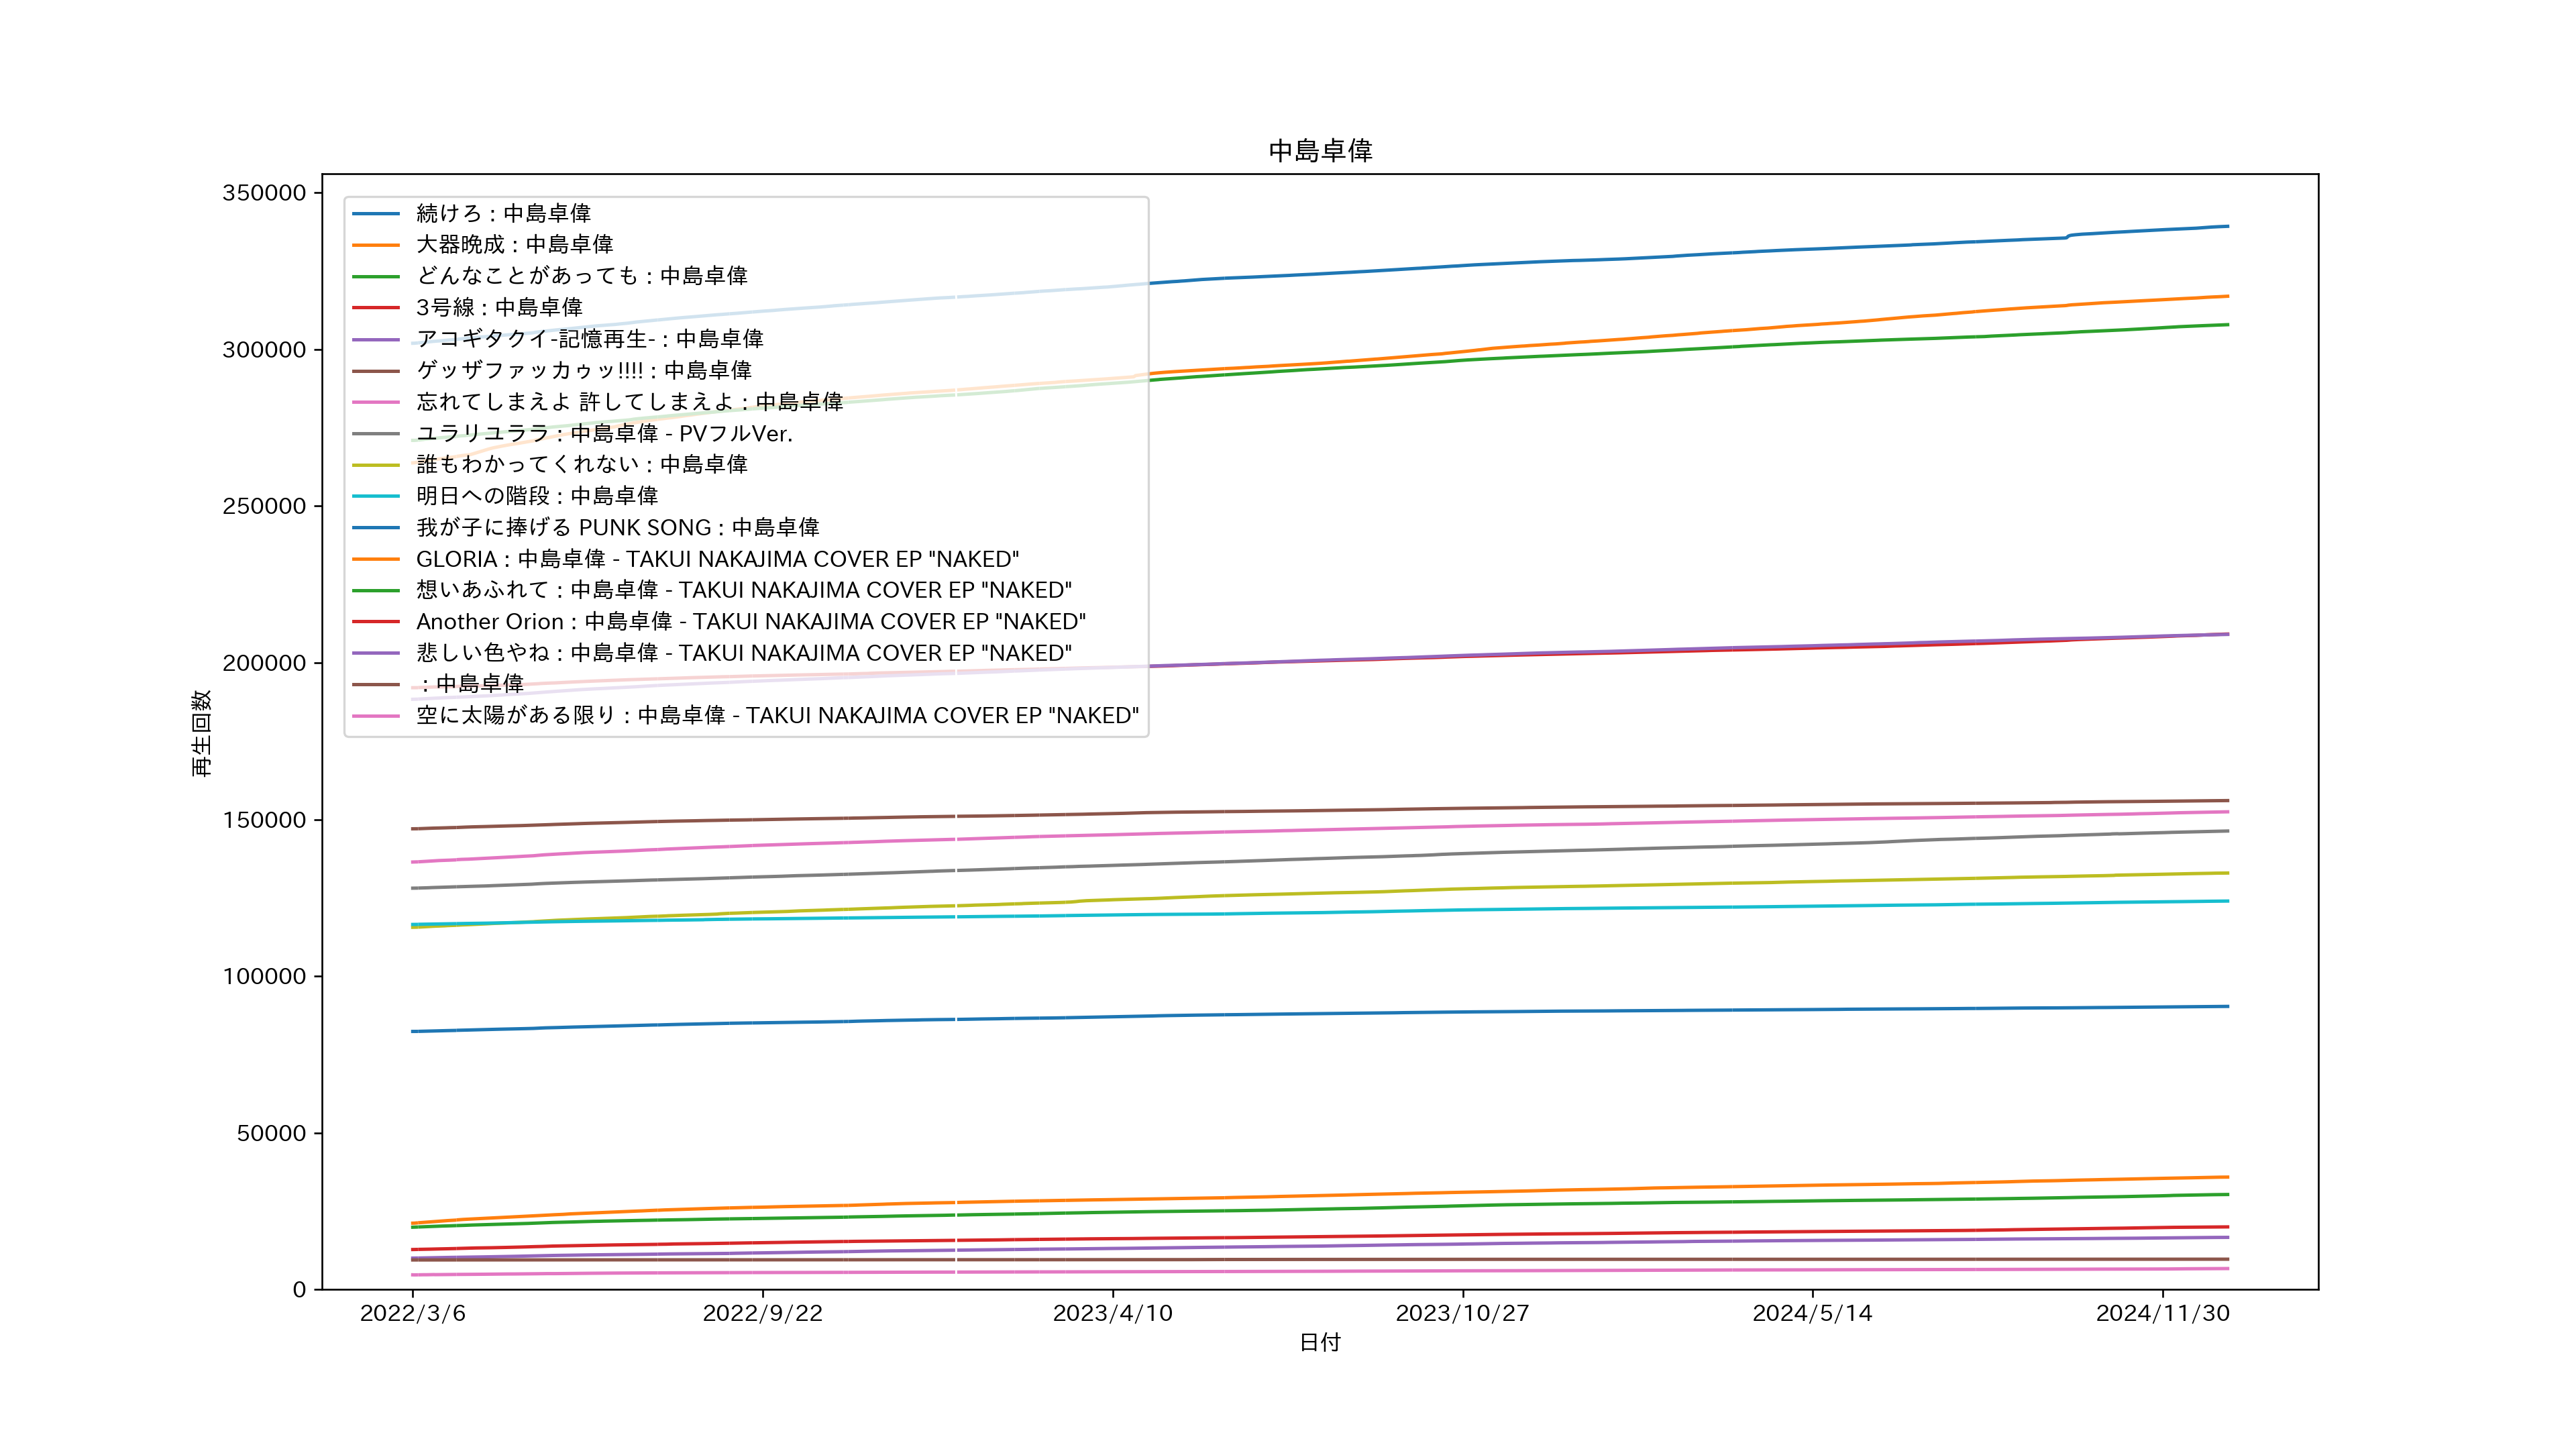 中島卓偉
350000
300000
250000
200000
150000
100000
50000
0
再生回数
続けろ : 中島卓偉
大器晩成 : 中島卓偉
どんなことがあっても : 中島卓偉
3号線 : 中島卓偉
アコギタクイ-記憶再生- : 中島卓偉
ゲッザファッカゥッ!!!! : 中島卓偉
忘れてしまえよ 許してしまえよ : 中島卓偉
ユラリユララ : 中島卓偉 - PVフルVer.
誰もわかってくれない : 中島卓偉
明日への階段 : 中島卓偉
我が子に捧げる PUNK SONG : 中島卓偉
GLORIA : 中島卓偉 - TAKUI NAKAJIMA COVER EP "NAKED"
想いあふれて : 中島卓偉 - TAKUI NAKAJIMA COVER EP "NAKED"
Another Orion : 中島卓偉 - TAKUI NAKAJIMA COVER EP "NAKED"
悲しい色やね : 中島卓偉 - TAKUI NAKAJIMA COVER EP "NAKED"
: 中島卓偉
空に太陽がある限り : 中島卓偉 - TAKUI NAKAJIMA COVER EP "NAKED"
2022/3/6
2022/9/22
2023/4/10
2023/10/27
2024/5/14
2024/11/30
日付